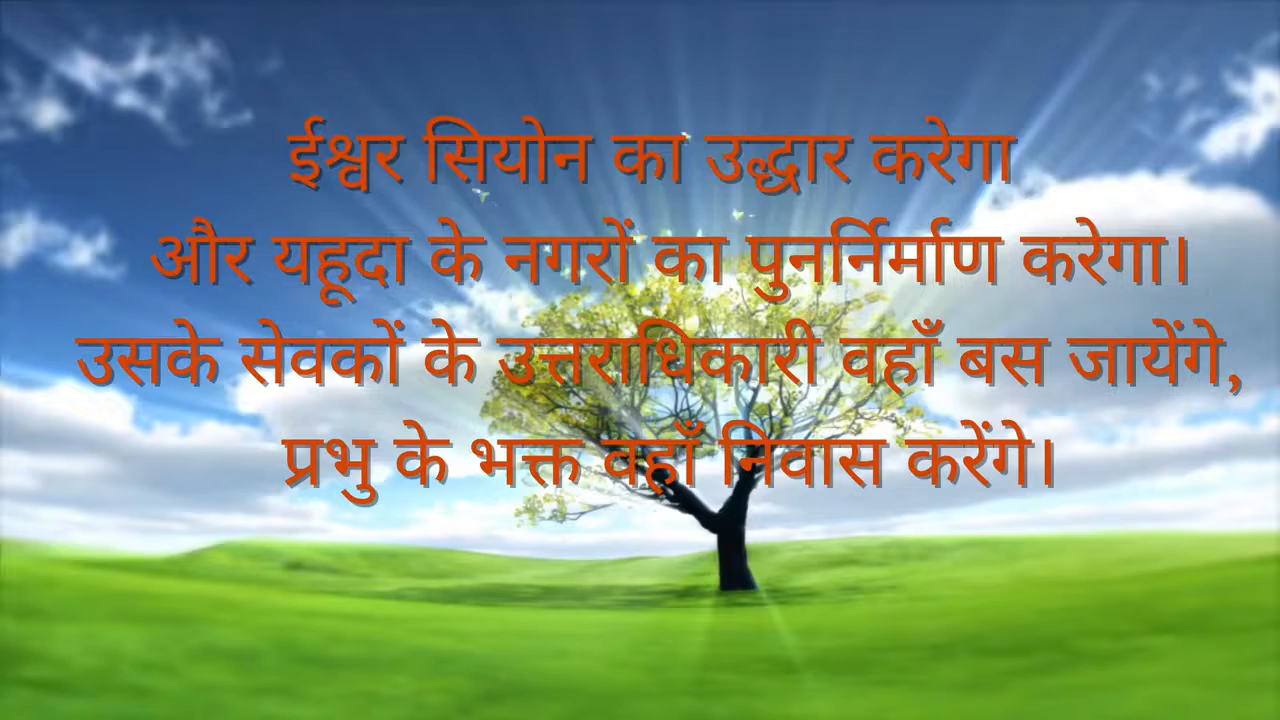 ईश्वर सियोन का उद्धार करेगा
और यहूदा के नगरों का पुनर्निर्माण करेगा।
उसके सेवकों के उत्तराधिकारी वहाँ बस जायेंगे,
प्रभु के भक्त वहाँ निवास करेंगे।